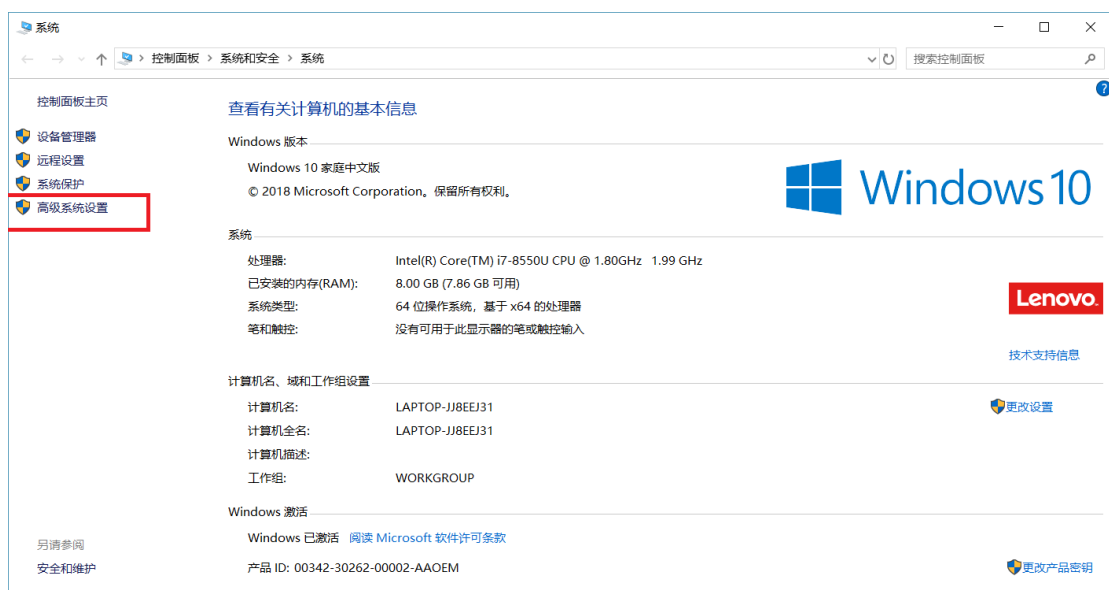 系统
控制面板 > 系统和安全 > 系统
搜索控制面板
控制面板主页
设备管理器
远程设置
系统保护
高级系统设置
另请参阅
安全和维护
?
查看有关计算机的基本信息
Windows 版本
Windows 10 家庭中文版
© 2018 Microsoft Corporation。保留所有权利。
Windows 10
系统
处理器: Intel(R) Core(TM) i7-8550U CPU @ 1.80GHz 1.99 GHz
已安装的内存(RAM): 8.00 GB (7.86 GB 可用)
系统类型: 64 位操作系统，基于 x64 的处理器
笔和触控: 没有可用于此显示器的笔或触控输入
Lenovo.
技术支持信息
计算机名、域和工作组设置
计算机名: LAPTOP-JJ8EEJ31
更改设置
计算机全名: LAPTOP-JJ8EEJ31
计算机描述:
工作组: WORKGROUP
Windows 激活
Windows 已激活 阅读 Microsoft 软件许可条款
产品 ID: 00342-30262-00002-AAOEM
更改产品密钥